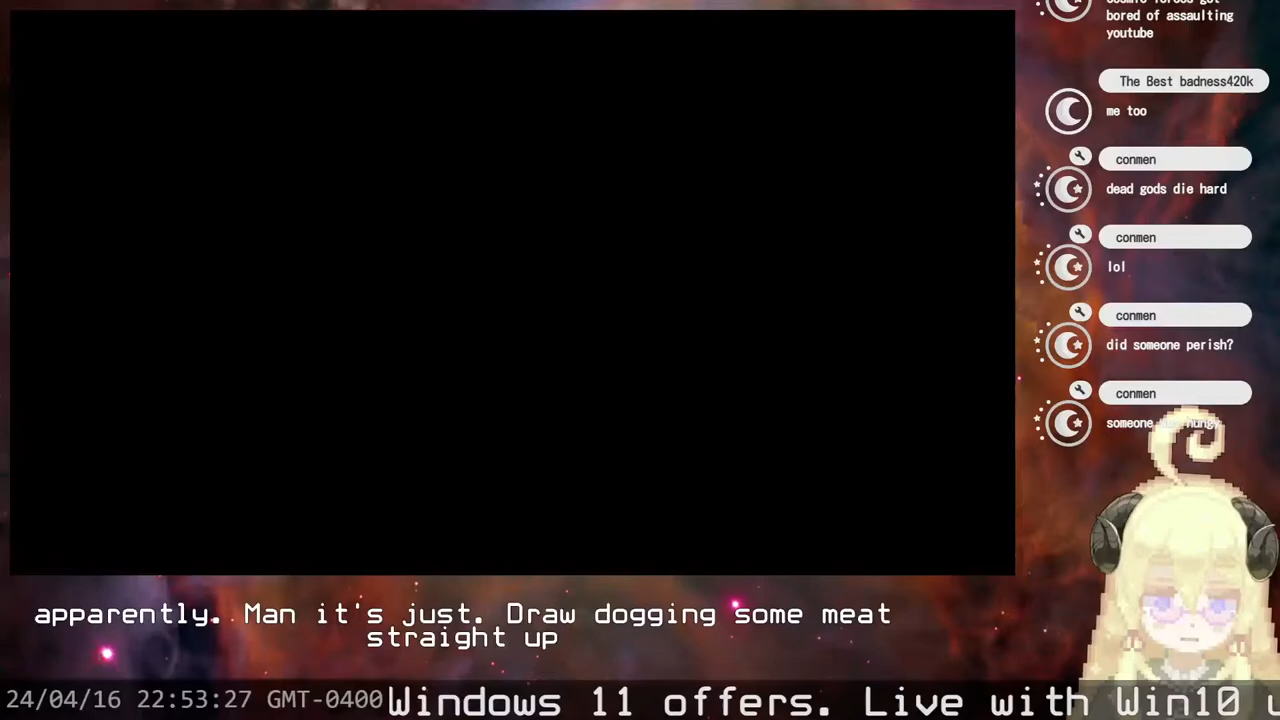 bored of assaulting
youtube
The Best badness420k
me too
conmen
dead gods die hard
conmen
lol
conmen
did someone perish?
conmen
someone hungy
apparently. Man it's just. Draw dogging some meat
straight up
24/04/16 22:53:27 GMT-0400
Windows 11 offers. Live with Win10 u